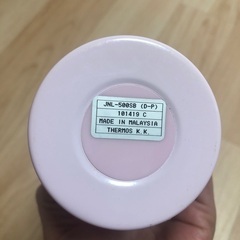 JNL-500SB (D-P)
101419 C
MADE IN MALAYSIA
THERMOS K.K.